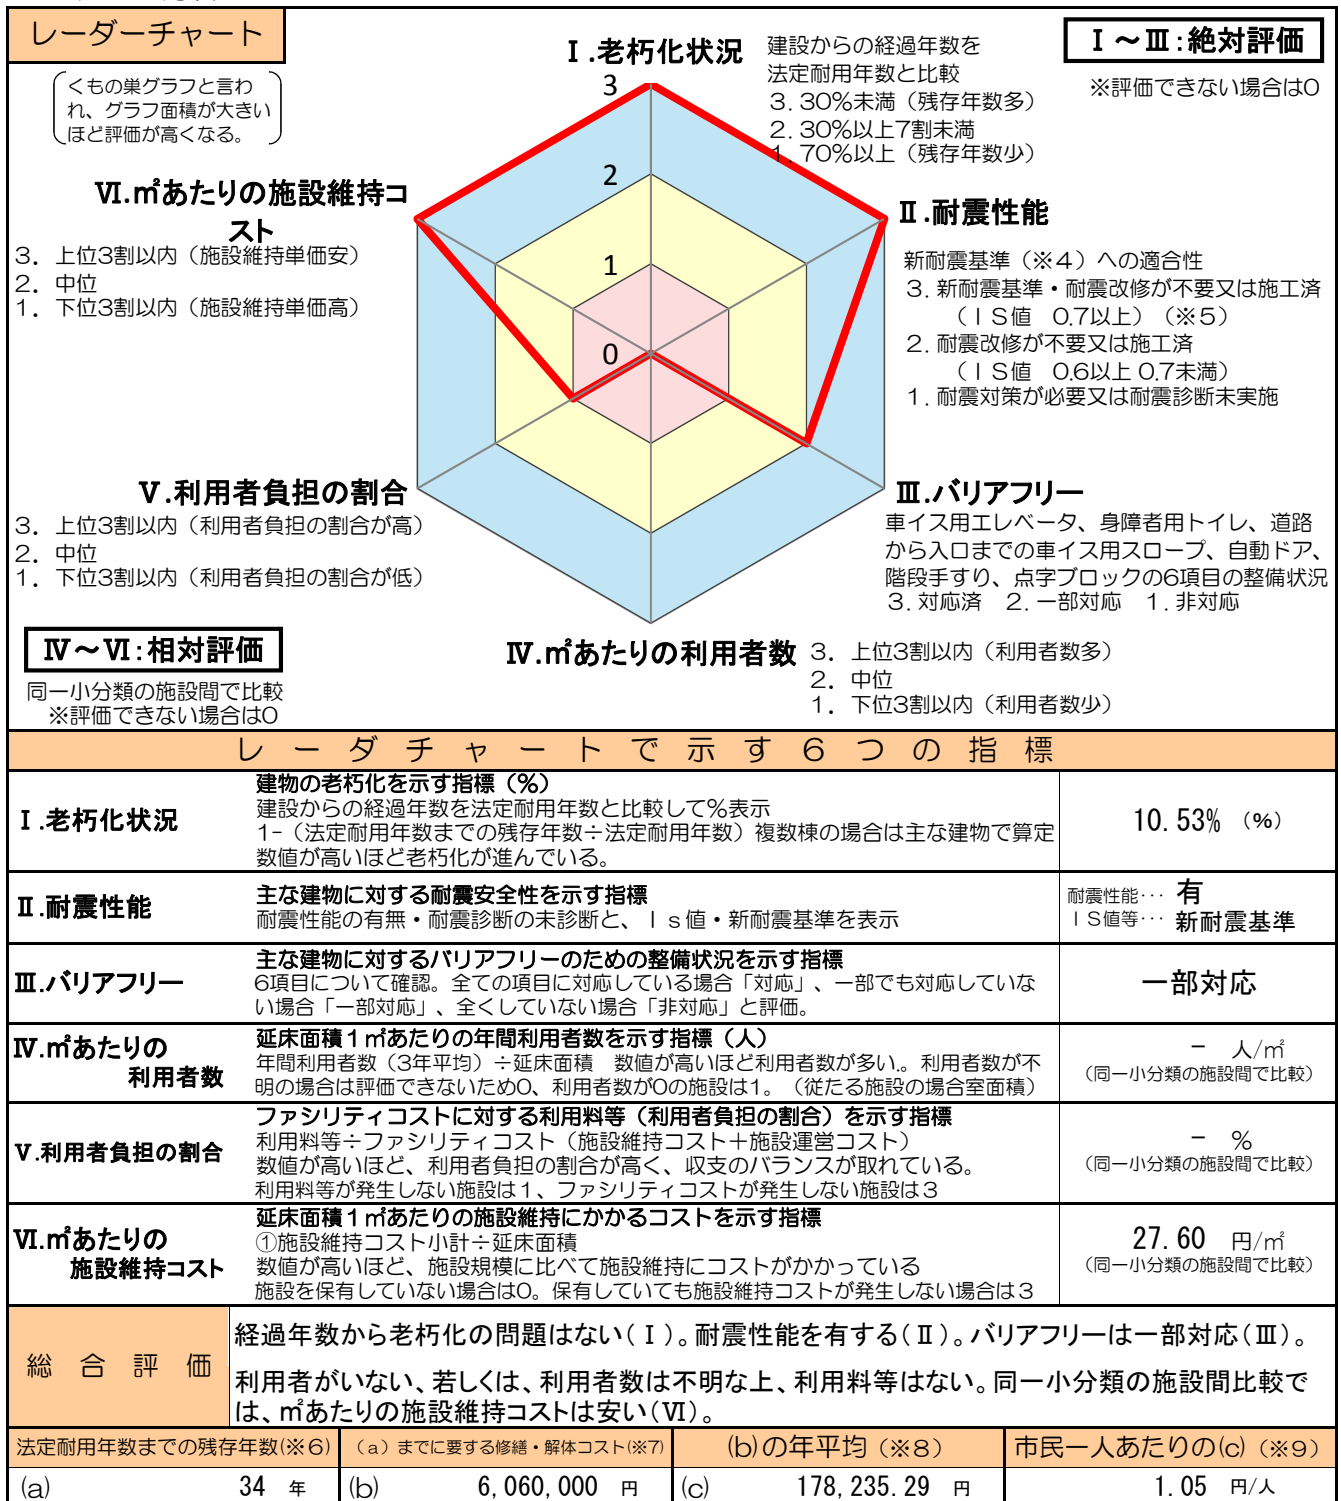 レーダーチャート
くもの巣グラフと言わ
れ、グラフ面積が大きい
ほど評価が高くなる。
Ⅰ～Ⅲ：絶対評価
※評価できない場合は0
Ⅰ.老朽化状況
建設からの経過年数を
法定耐用年数と比較
3. 30%未満（残存年数多）
2. 30%以上7割未満
1. 70%以上（残存年数少）
3
2
1
0
Ⅱ.耐震性能
新耐震基準（※4）への適合性
3. 新耐震基準・耐震改修が不要又は施工済
（ＩＳ値　0.7以上）（※5）
2. 耐震改修が不要又は施工済
（ＩＳ値　0.6以上 0.7未満）
1. 耐震対策が必要又は耐震診断未実施
Ⅵ.㎡あたりの施設維持コ
スト
3.　上位3割以内（施設維持単価安）
2.　中位
1.　下位3割以内（施設維持単価高）
Ⅴ.利用者負担の割合
3.　上位3割以内（利用者負担の割合が高）
2.　中位
1.　下位3割以内（利用者負担の割合が低）
Ⅲ.バリアフリー
車イス用エレベータ、身障者用トイレ、道路
から入口までの車イス用スロープ、自動ドア、
階段手すり、点字ブロックの6項目の整備状況
3. 対応済　2. 一部対応　1. 非対応
Ⅳ～Ⅵ：相対評価
同一小分類の施設間で比較
※評価できない場合は0
Ⅳ.㎡あたりの利用者数
3.　上位3割以内（利用者数多）
2.　中位
1.　下位3割以内（利用者数少）
レーダチャートで示す6つの指標
Ⅰ.老朽化状況
建物の老朽化を示す指標（%）
建設からの経過年数を法定耐用年数と比較して%表示
1-（法定耐用年数までの残存年数÷法定耐用年数）複数棟の場合は主な建物で算定
数値が高いほど老朽化が進んでいる。
10.53% （%）
Ⅱ.耐震性能
主な建物に対する耐震安全性を示す指標
耐震性能の有無・耐震診断の未診断と、Ｉｓ値・新耐震基準を表示
耐震性能… 有
ＩＳ値等… 新耐震基準
Ⅲ.バリアフリー
主な建物に対するバリアフリーのための整備状況を示す指標
6項目について確認。全ての項目に対応している場合「対応」、一部でも対応していな
い場合「一部対応」、全くしていない場合「非対応」と評価。
一部対応
Ⅳ.㎡あたりの
利用者数
延床面積１㎡あたりの年間利用者数を示す指標（人）
年間利用者数（3年平均）÷延床面積　数値が高いほど利用者数が多い。利用者数が不
明の場合は評価できないため0、利用者数が0の施設は1。（従たる施設の場合室面積）
－ 人/㎡
（同一小分類の施設間で比較）
Ⅴ.利用者負担の割合
ファシリティコストに対する利用料等（利用者負担の割合）を示す指標
利用料等÷ファシリティコスト（施設維持コスト＋施設運営コスト）
数値が高いほど、利用者負担の割合が高く、収支のバランスが取れている。
利用料等が発生しない施設は１、ファシリティコストが発生しない施設は３
－ %
（同一小分類の施設間で比較）
Ⅵ.㎡あたりの
施設維持コスト
延床面積１㎡あたりの施設維持にかかるコストを示す指標
①施設維持コスト小計÷延床面積
数値が高いほど、施設規模に比べて施設維持にコストがかかっている
施設を保有していない場合は0。保有していても施設維持コストが発生しない場合は３
27.60 円/㎡
（同一小分類の施設間で比較）
総合評価
経過年数から老朽化の問題はない（Ⅰ）。耐震性能を有する（Ⅱ）。バリアフリーは一部対応（Ⅲ）。
利用者がいない、若しくは、利用者数は不明な上、利用料等はない。同一小分類の施設間比較で
は、㎡あたりの施設維持コストは安い（Ⅵ）。
法定耐用年数までの残存年数(※6)
（a）までに要する修繕・解体コスト(※7)
(b)の年平均（※8）
市民一人あたりの(c)（※9）
(a) 34 年
(b) 6,060,000 円
(c) 178,235.29 円
1.05 円/人